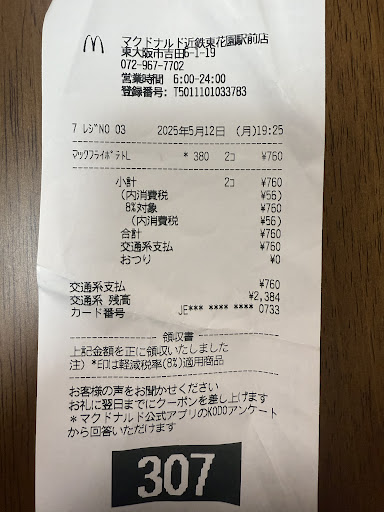 マクドナルド近鉄東花園駅前店
東大阪市吉田6-1-19
072-967-7702
営業時間 6:00-24:00
登録番号: T5011101033783
7 レジNO 03 2025年5月12日 (月)19:25
マックフライポテトL * 380 2コ ¥760
小計 2コ ¥760
(内消費税 ¥56)
8%対象 ¥760
(内消費税 ¥56)
合計 ¥760
交通系支払 ¥760
おつり ¥0
交通系支払 ¥760
交通系 残高 ¥2,384
カード番号 JE*** **** **** 0733
領収書
上記金額を正に領収いたしました
注) *印は軽減税率(8%)適用商品
お客様の声をお聞かせください
お礼に翌日までにクーポンを差し上げます
*マクドナルド公式アプリのKODOアンケート
から回答いただけます
307